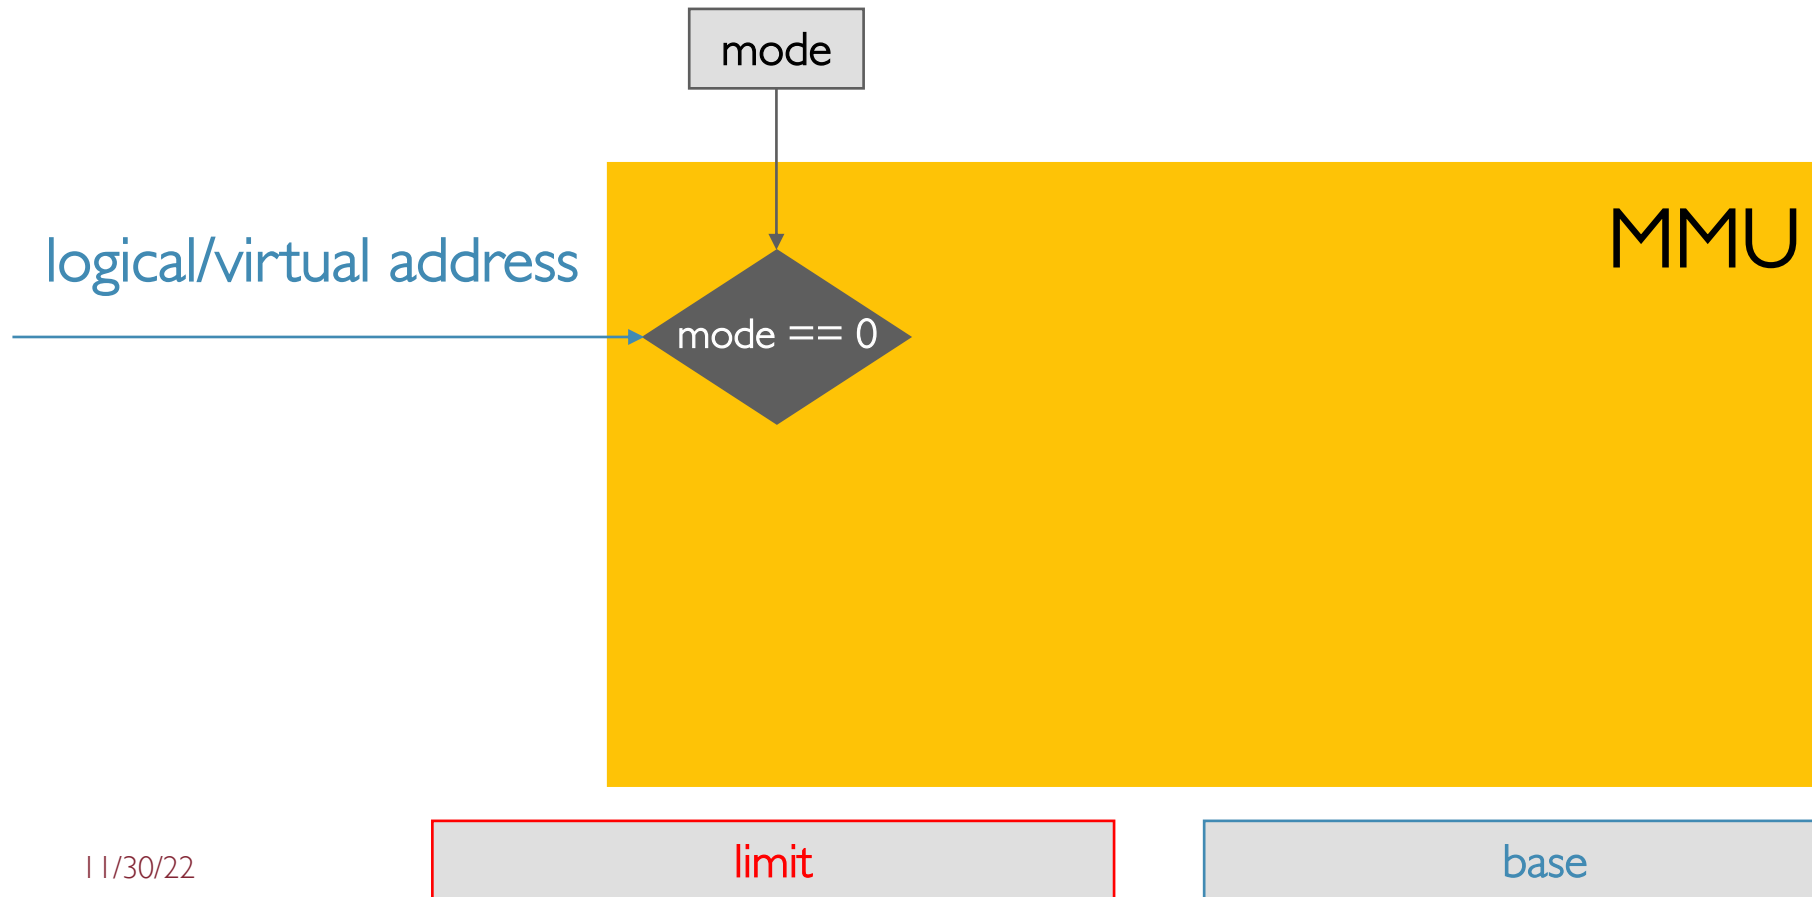 mode
MMU
logical/virtual address
mode == 0
limit
base
11/30/22